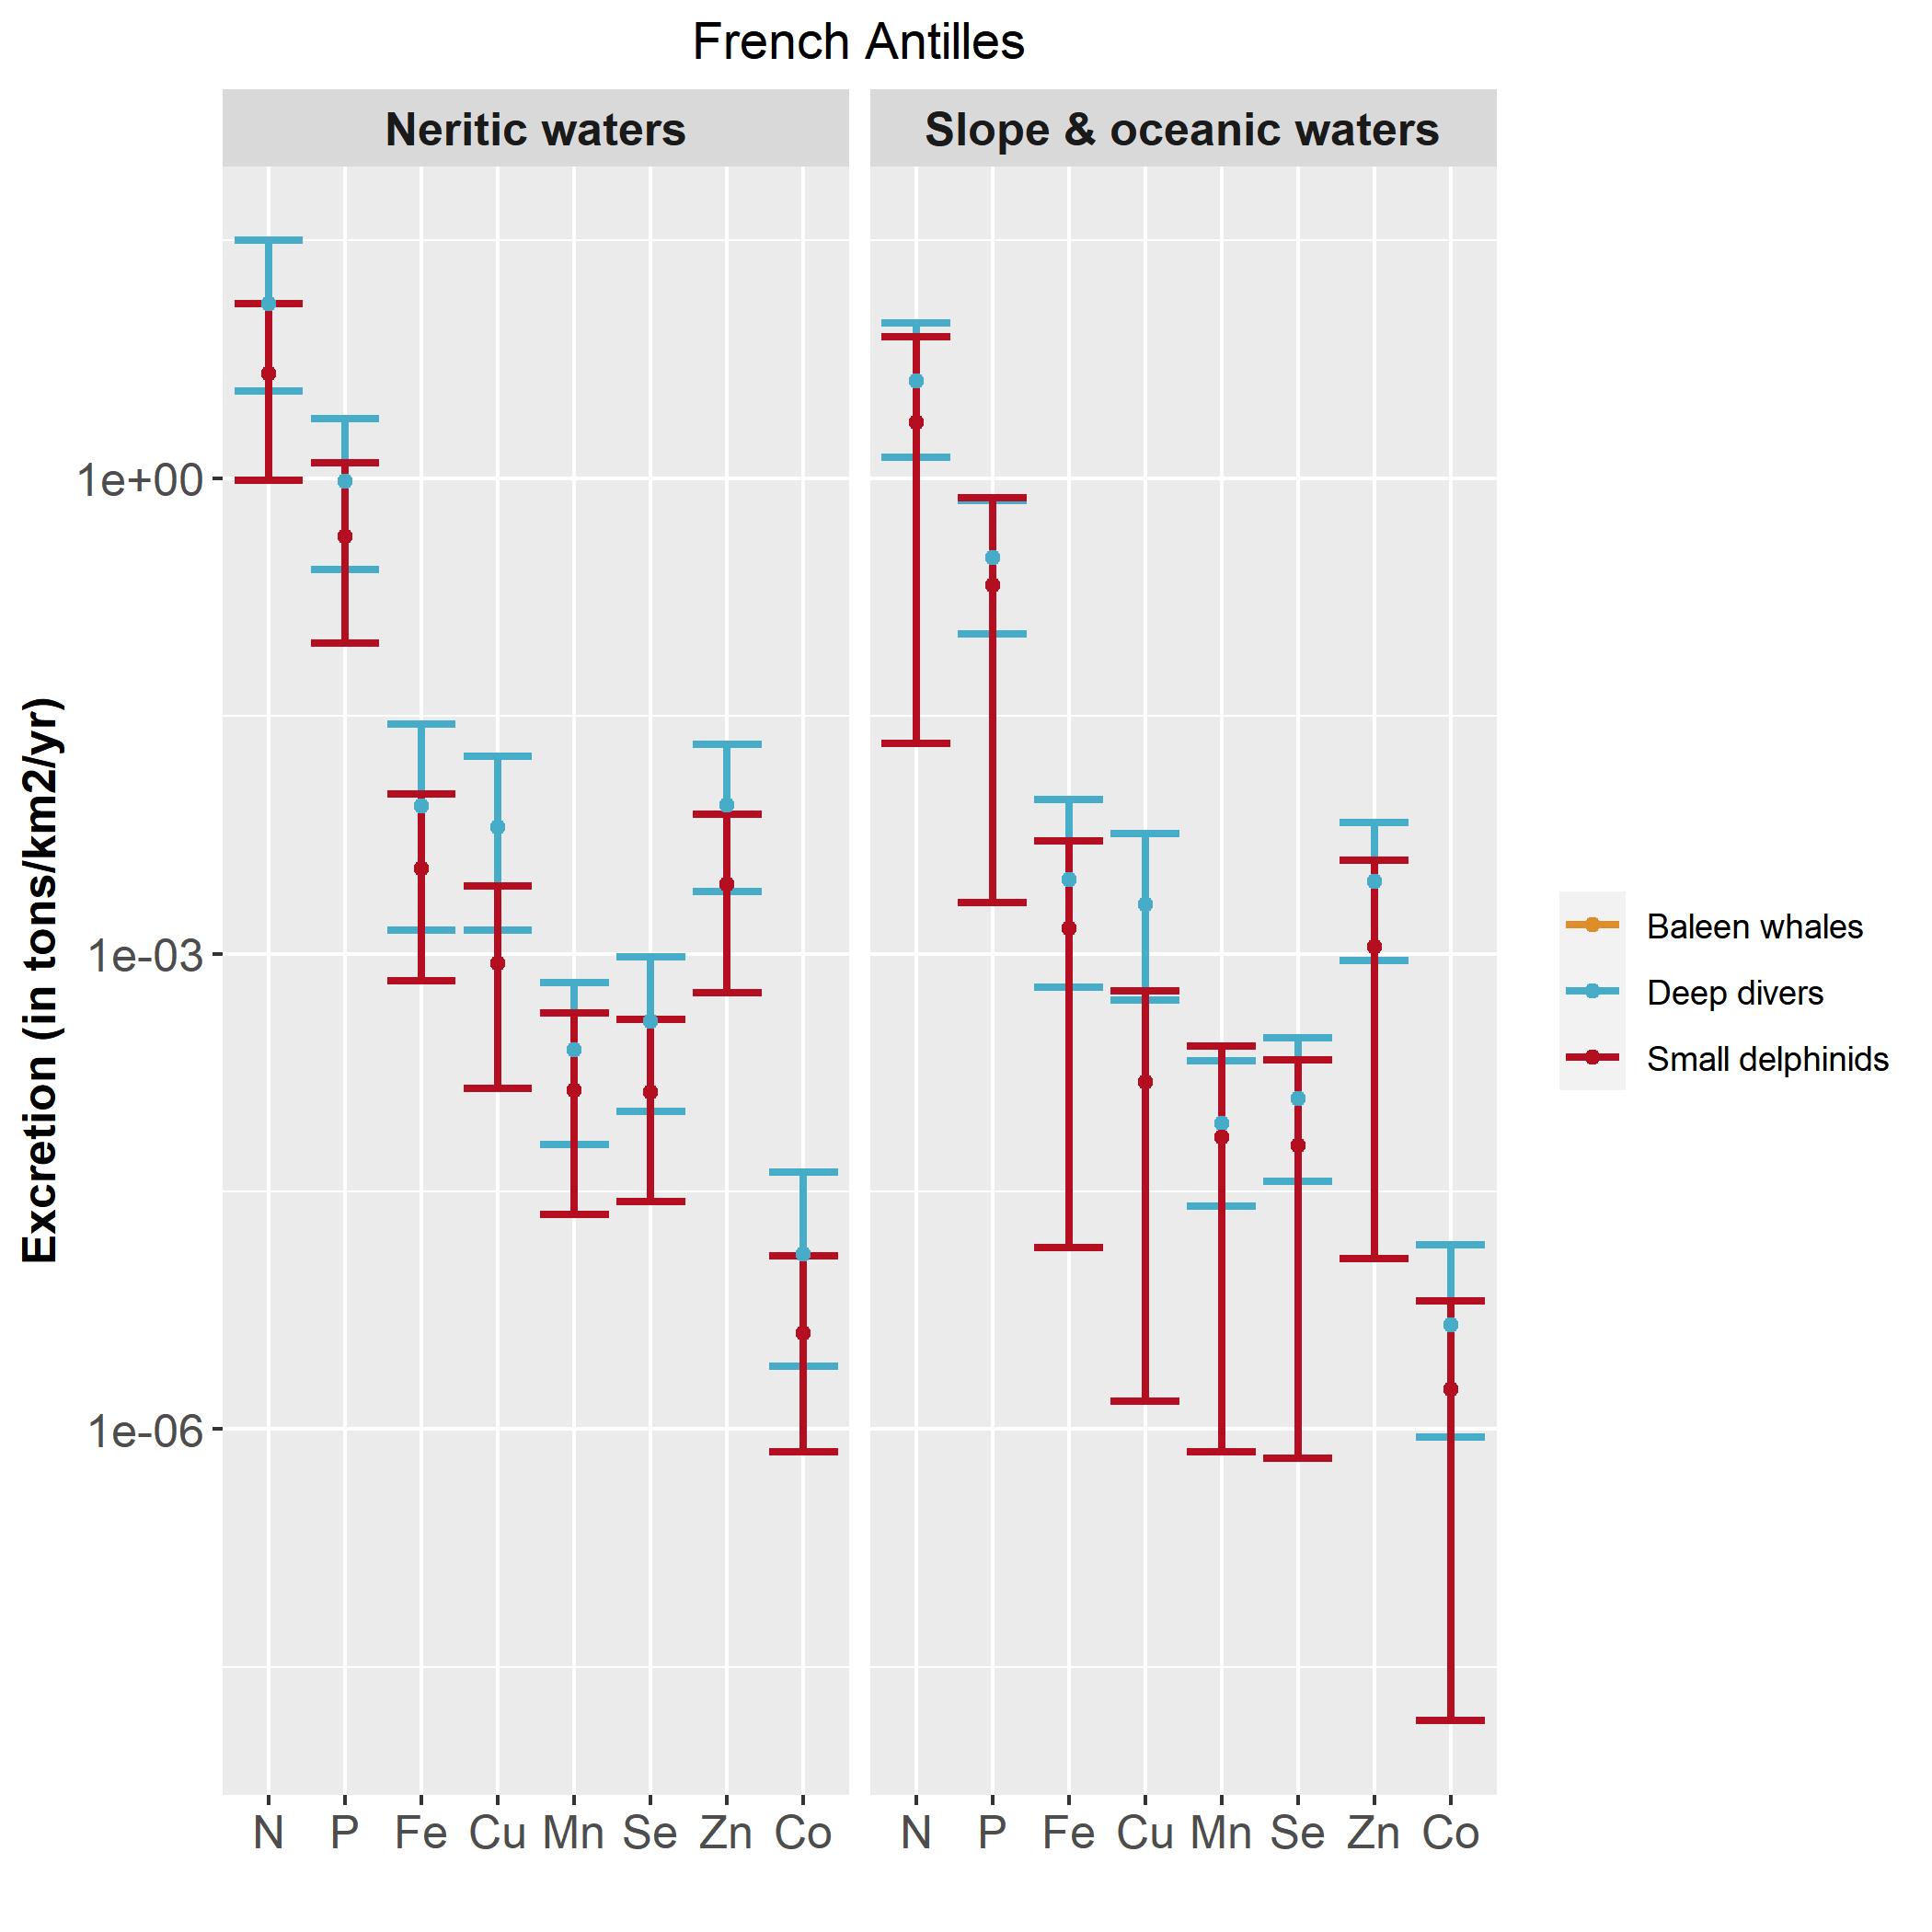 French Antilles
Neritic waters
Slope & oceanic waters
Excretion (in tons/km2/yr)
1e+00
1e-03
1e-06
N P Fe Cu Mn Se Zn Co
N P Fe Cu Mn Se Zn Co
Baleen whales
Deep divers
Small delphinids